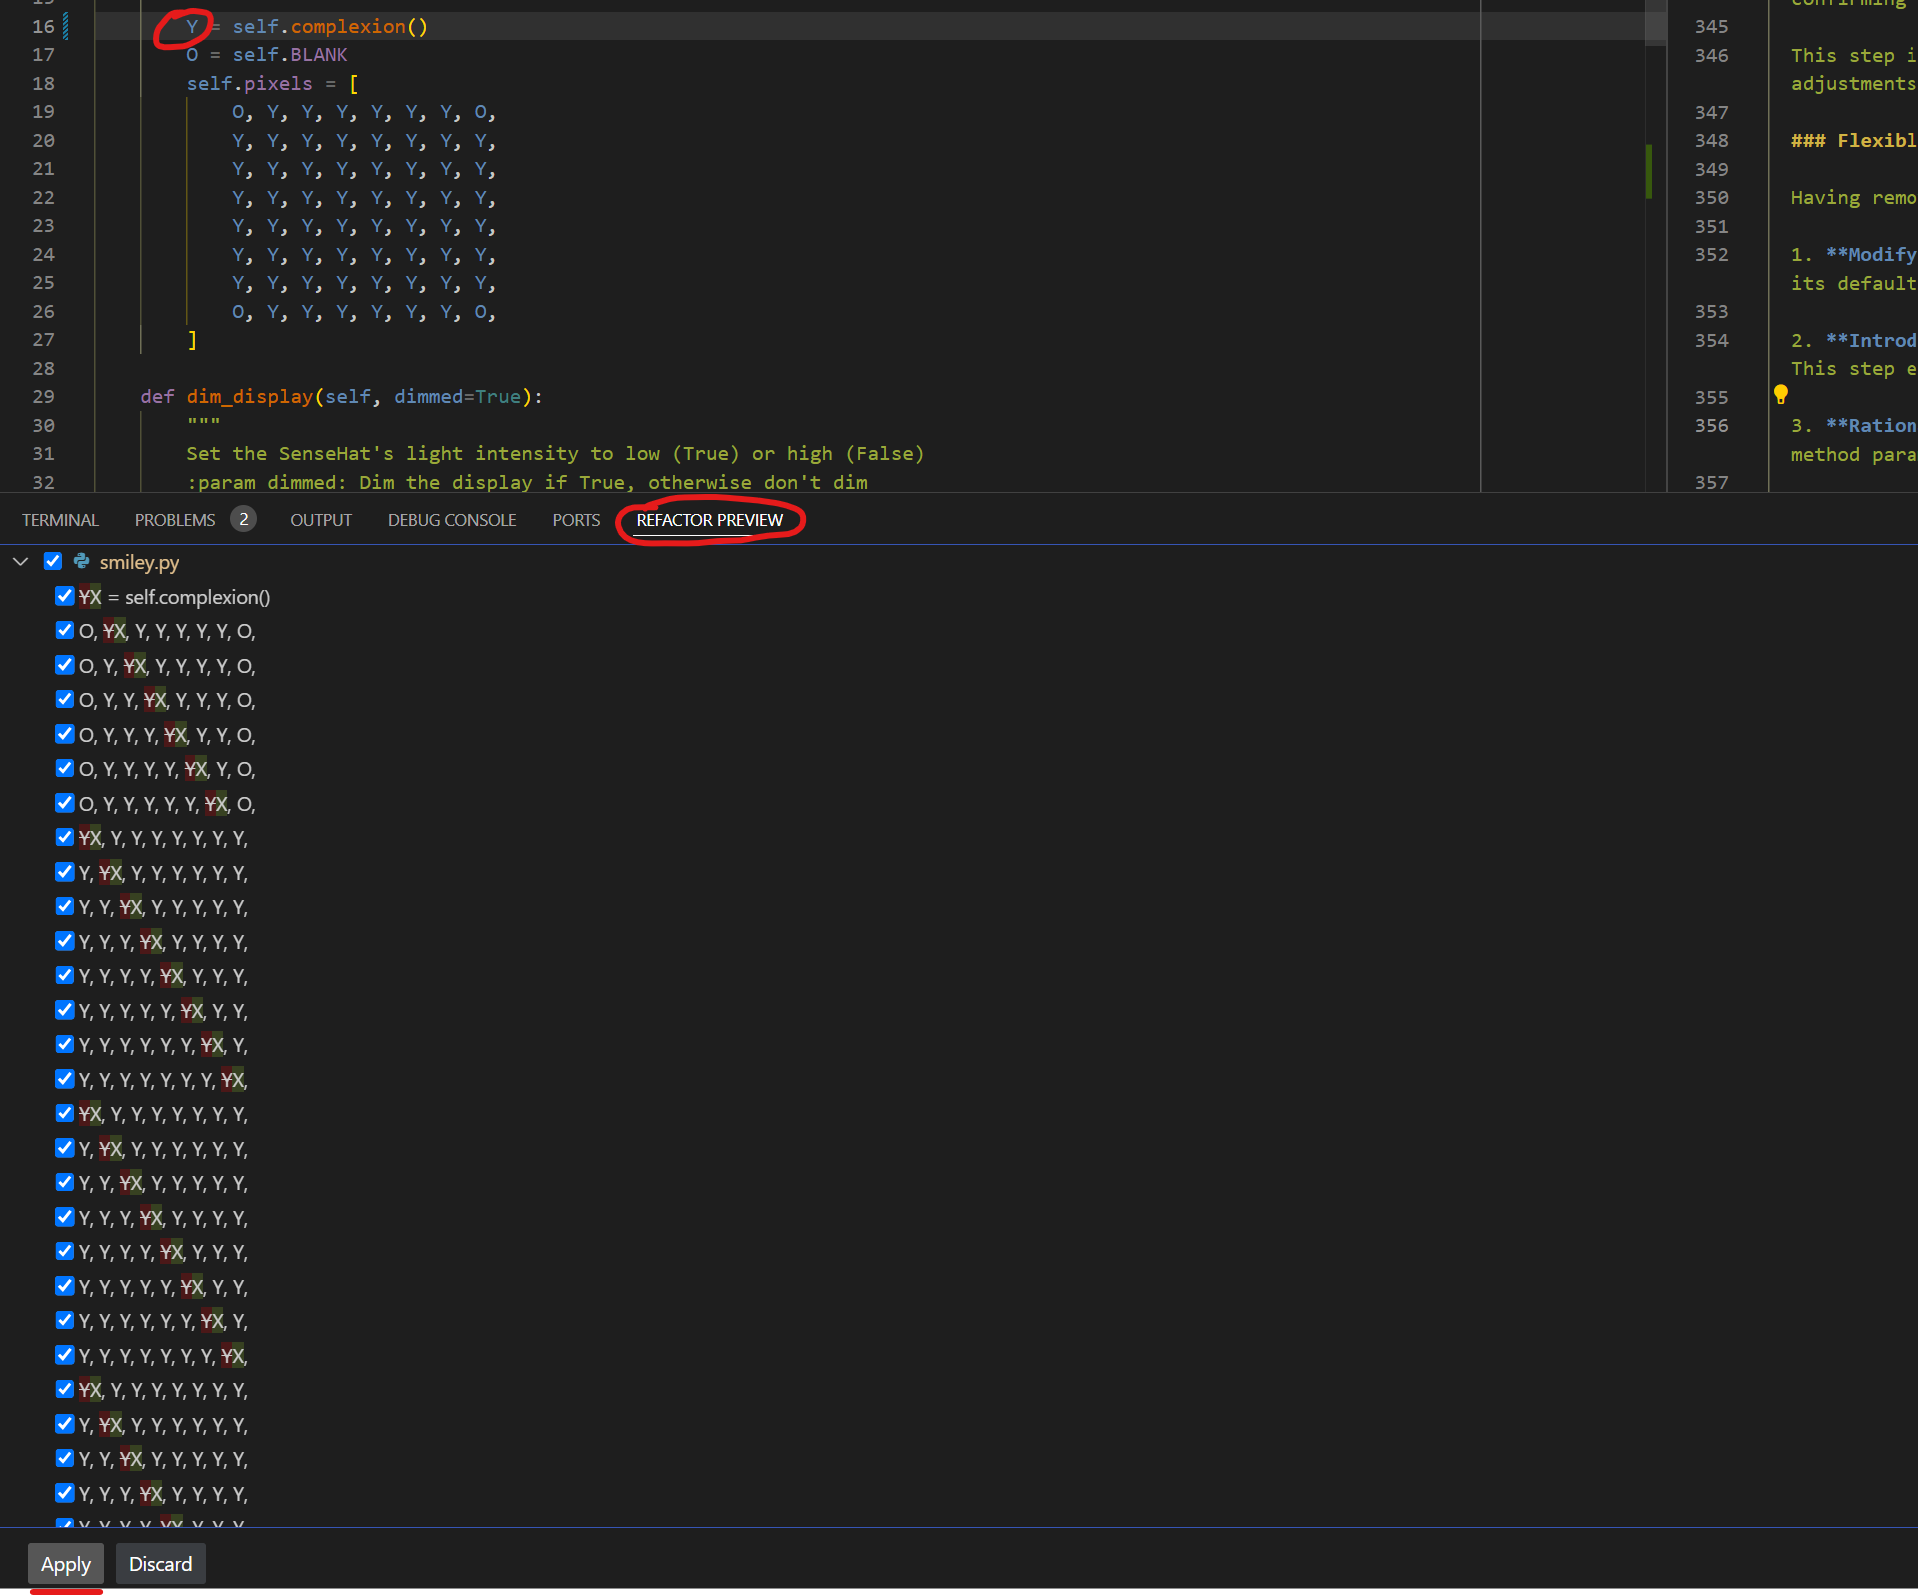 16 Y = self.complexion()
17 O = self.BLANK
18 self.pixels = [
19 O, Y, Y, Y, Y, Y, Y, O,
20 Y, Y, Y, Y, Y, Y, Y, Y,
21 Y, Y, Y, Y, Y, Y, Y, Y,
22 Y, Y, Y, Y, Y, Y, Y, Y,
23 Y, Y, Y, Y, Y, Y, Y, Y,
24 Y, Y, Y, Y, Y, Y, Y, Y,
25 Y, Y, Y, Y, Y, Y, Y, Y,
26 O, Y, Y, Y, Y, Y, Y, O,
27 ]
28
29 def dim_display(self, dimmed=True):
30 """
31 Set the SenseHat's light intensity to low (True) or high (False)
32 :param dimmed: Dim the display if True, otherwise don't dim
confirming
345
346 This step i
adjustments
347
348 ### Flexibl
349
350 Having remo
351
352 1. **Modify
its default
353
354 2. **Introd
This step e
355
356 3. **Ration
method para
357
TERMINAL PROBLEMS 2 OUTPUT DEBUG CONSOLE PORTS REFACTOR PREVIEW
smiley.py
YX = self.complexion()
O, YX, Y, Y, Y, Y, Y, O,
O, Y, YX, Y, Y, Y, Y, O,
O, Y, Y, YX, Y, Y, Y, O,
O, Y, Y, Y, YX, Y, Y, O,
O, Y, Y, Y, Y, YX, Y, O,
O, Y, Y, Y, Y, Y, YX, O,
YX, Y, Y, Y, Y, Y, Y, Y,
Y, YX, Y, Y, Y, Y, Y, Y,
Y, Y, YX, Y, Y, Y, Y, Y,
Y, Y, Y, YX, Y, Y, Y, Y,
Y, Y, Y, Y, YX, Y, Y, Y,
Y, Y, Y, Y, Y, YX, Y, Y,
Y, Y, Y, Y, Y, Y, YX, Y,
Y, Y, Y, Y, Y, Y, Y, YX,
YX, Y, Y, Y, Y, Y, Y, Y,
Y, YX, Y, Y, Y, Y, Y, Y,
Y, Y, YX, Y, Y, Y, Y, Y,
Y, Y, Y, YX, Y, Y, Y, Y,
Y, Y, Y, Y, YX, Y, Y, Y,
Y, Y, Y, Y, Y, YX, Y, Y,
Y, Y, Y, Y, Y, Y, YX, Y,
Y, Y, Y, Y, Y, Y, Y, YX,
YX, Y, Y, Y, Y, Y, Y, Y,
Y, YX, Y, Y, Y, Y, Y, Y,
Y, Y, YX, Y, Y, Y, Y, Y,
Y, Y, Y, YX, Y, Y, Y, Y,
Y, Y, Y, Y, YX, Y, Y, Y,
Apply Discard